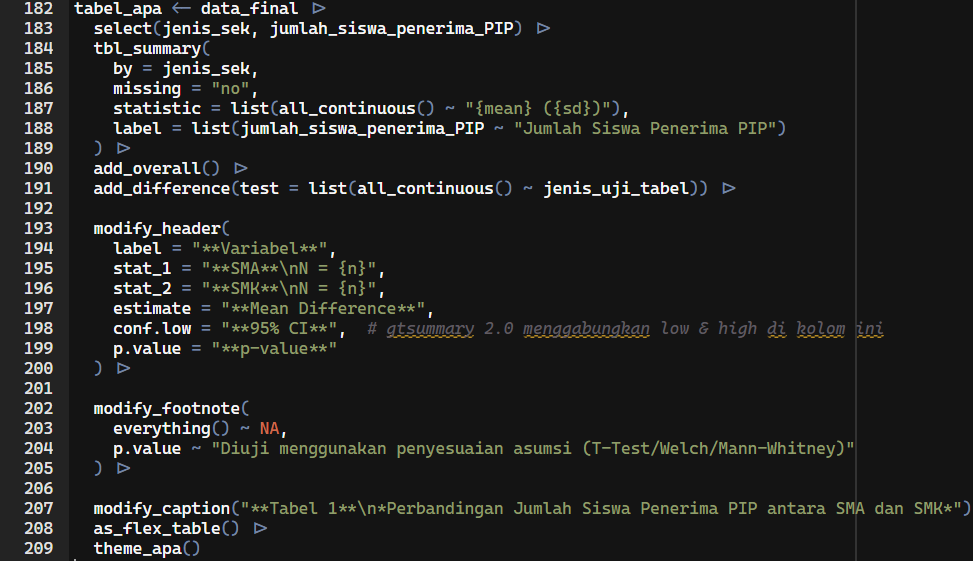 182 tabel_apa <- data_final |>
183   select(jenis_sek, jumlah_siswa_penerima_PIP) |>
184   tbl_summary(
185     by = jenis_sek,
186     missing = "no",
187     statistic = list(all_continuous() ~ "{mean} ({sd})"),
188     label = list(jumlah_siswa_penerima_PIP ~ "Jumlah Siswa Penerima PIP")
189   ) |>
190   add_overall() |>
191   add_difference(test = list(all_continuous() ~ jenis_uji_tabel)) |>
192
193   modify_header(
194     label = "**Variabel**",
195     stat_1 = "**SMA**\nN = {n}",
196     stat_2 = "**SMK**\nN = {n}",
197     estimate = "**Mean Difference**",
198     conf.low = "**95% CI**",  # gtsummary 2.0 menggabungkan low & high di kolom ini
199     p.value = "**p-value**"
200   ) |>
201
202   modify_footnote(
203     everything() ~ NA,
204     p.value ~ "Diuji menggunakan penyesuaian asumsi (T-Test/Welch/Mann-Whitney)"
205   ) |>
206
207   modify_caption("**Tabel 1**\n*Perbandingan Jumlah Siswa Penerima PIP antara SMA dan SMK*")
208   as_flex_table() |>
209   theme_apa()